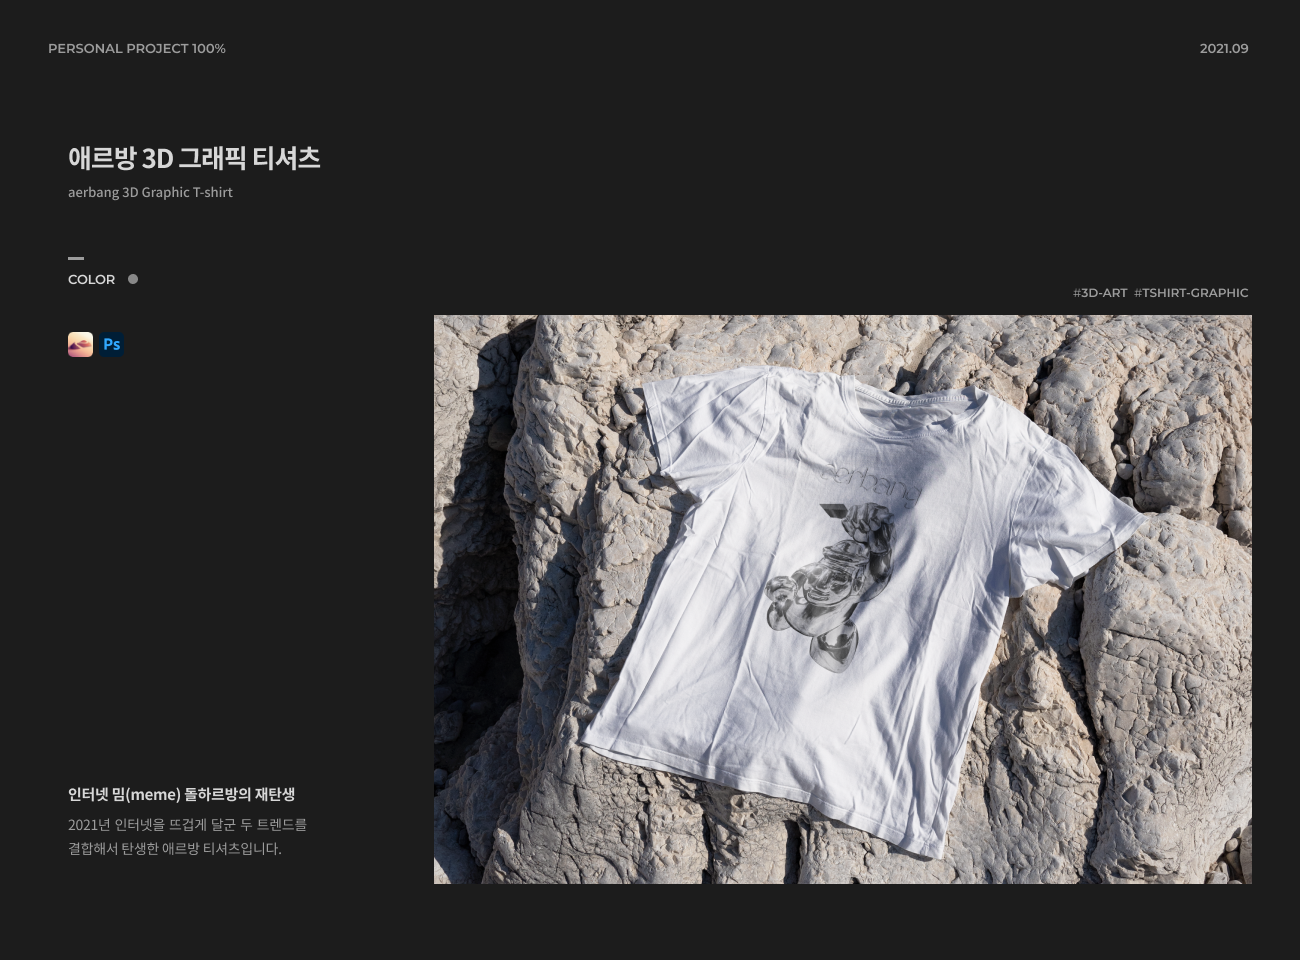 PERSONAL PROJECT 100%
2021.09
애르방 3D 그래픽 티셔츠
aerbang 3D Graphic T-shirt
COLOR
#3D-ART #TSHIRT-GRAPHIC
Ps
aerbang
인터넷 밈(meme) 돌하르방의 재탄생
2021년 인터넷을 뜨겁게 달군 두 트렌드를
결합해서 탄생한 애르방 티셔츠입니다.